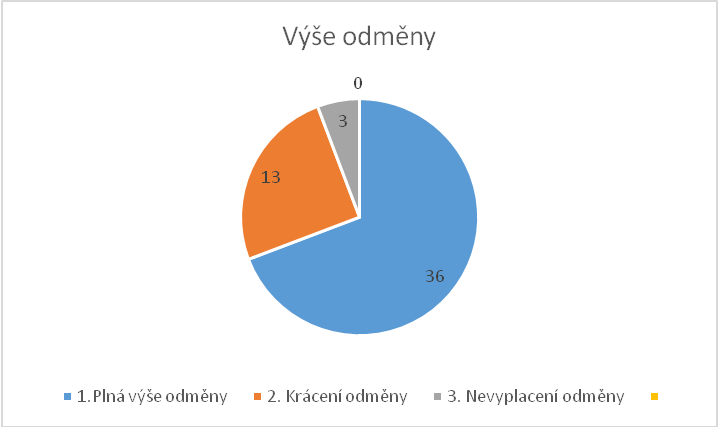 Výše odměny
0
3
13
36
1.Plná výše odměny 2. Krácení odměny 3. Nevyplacení odměny